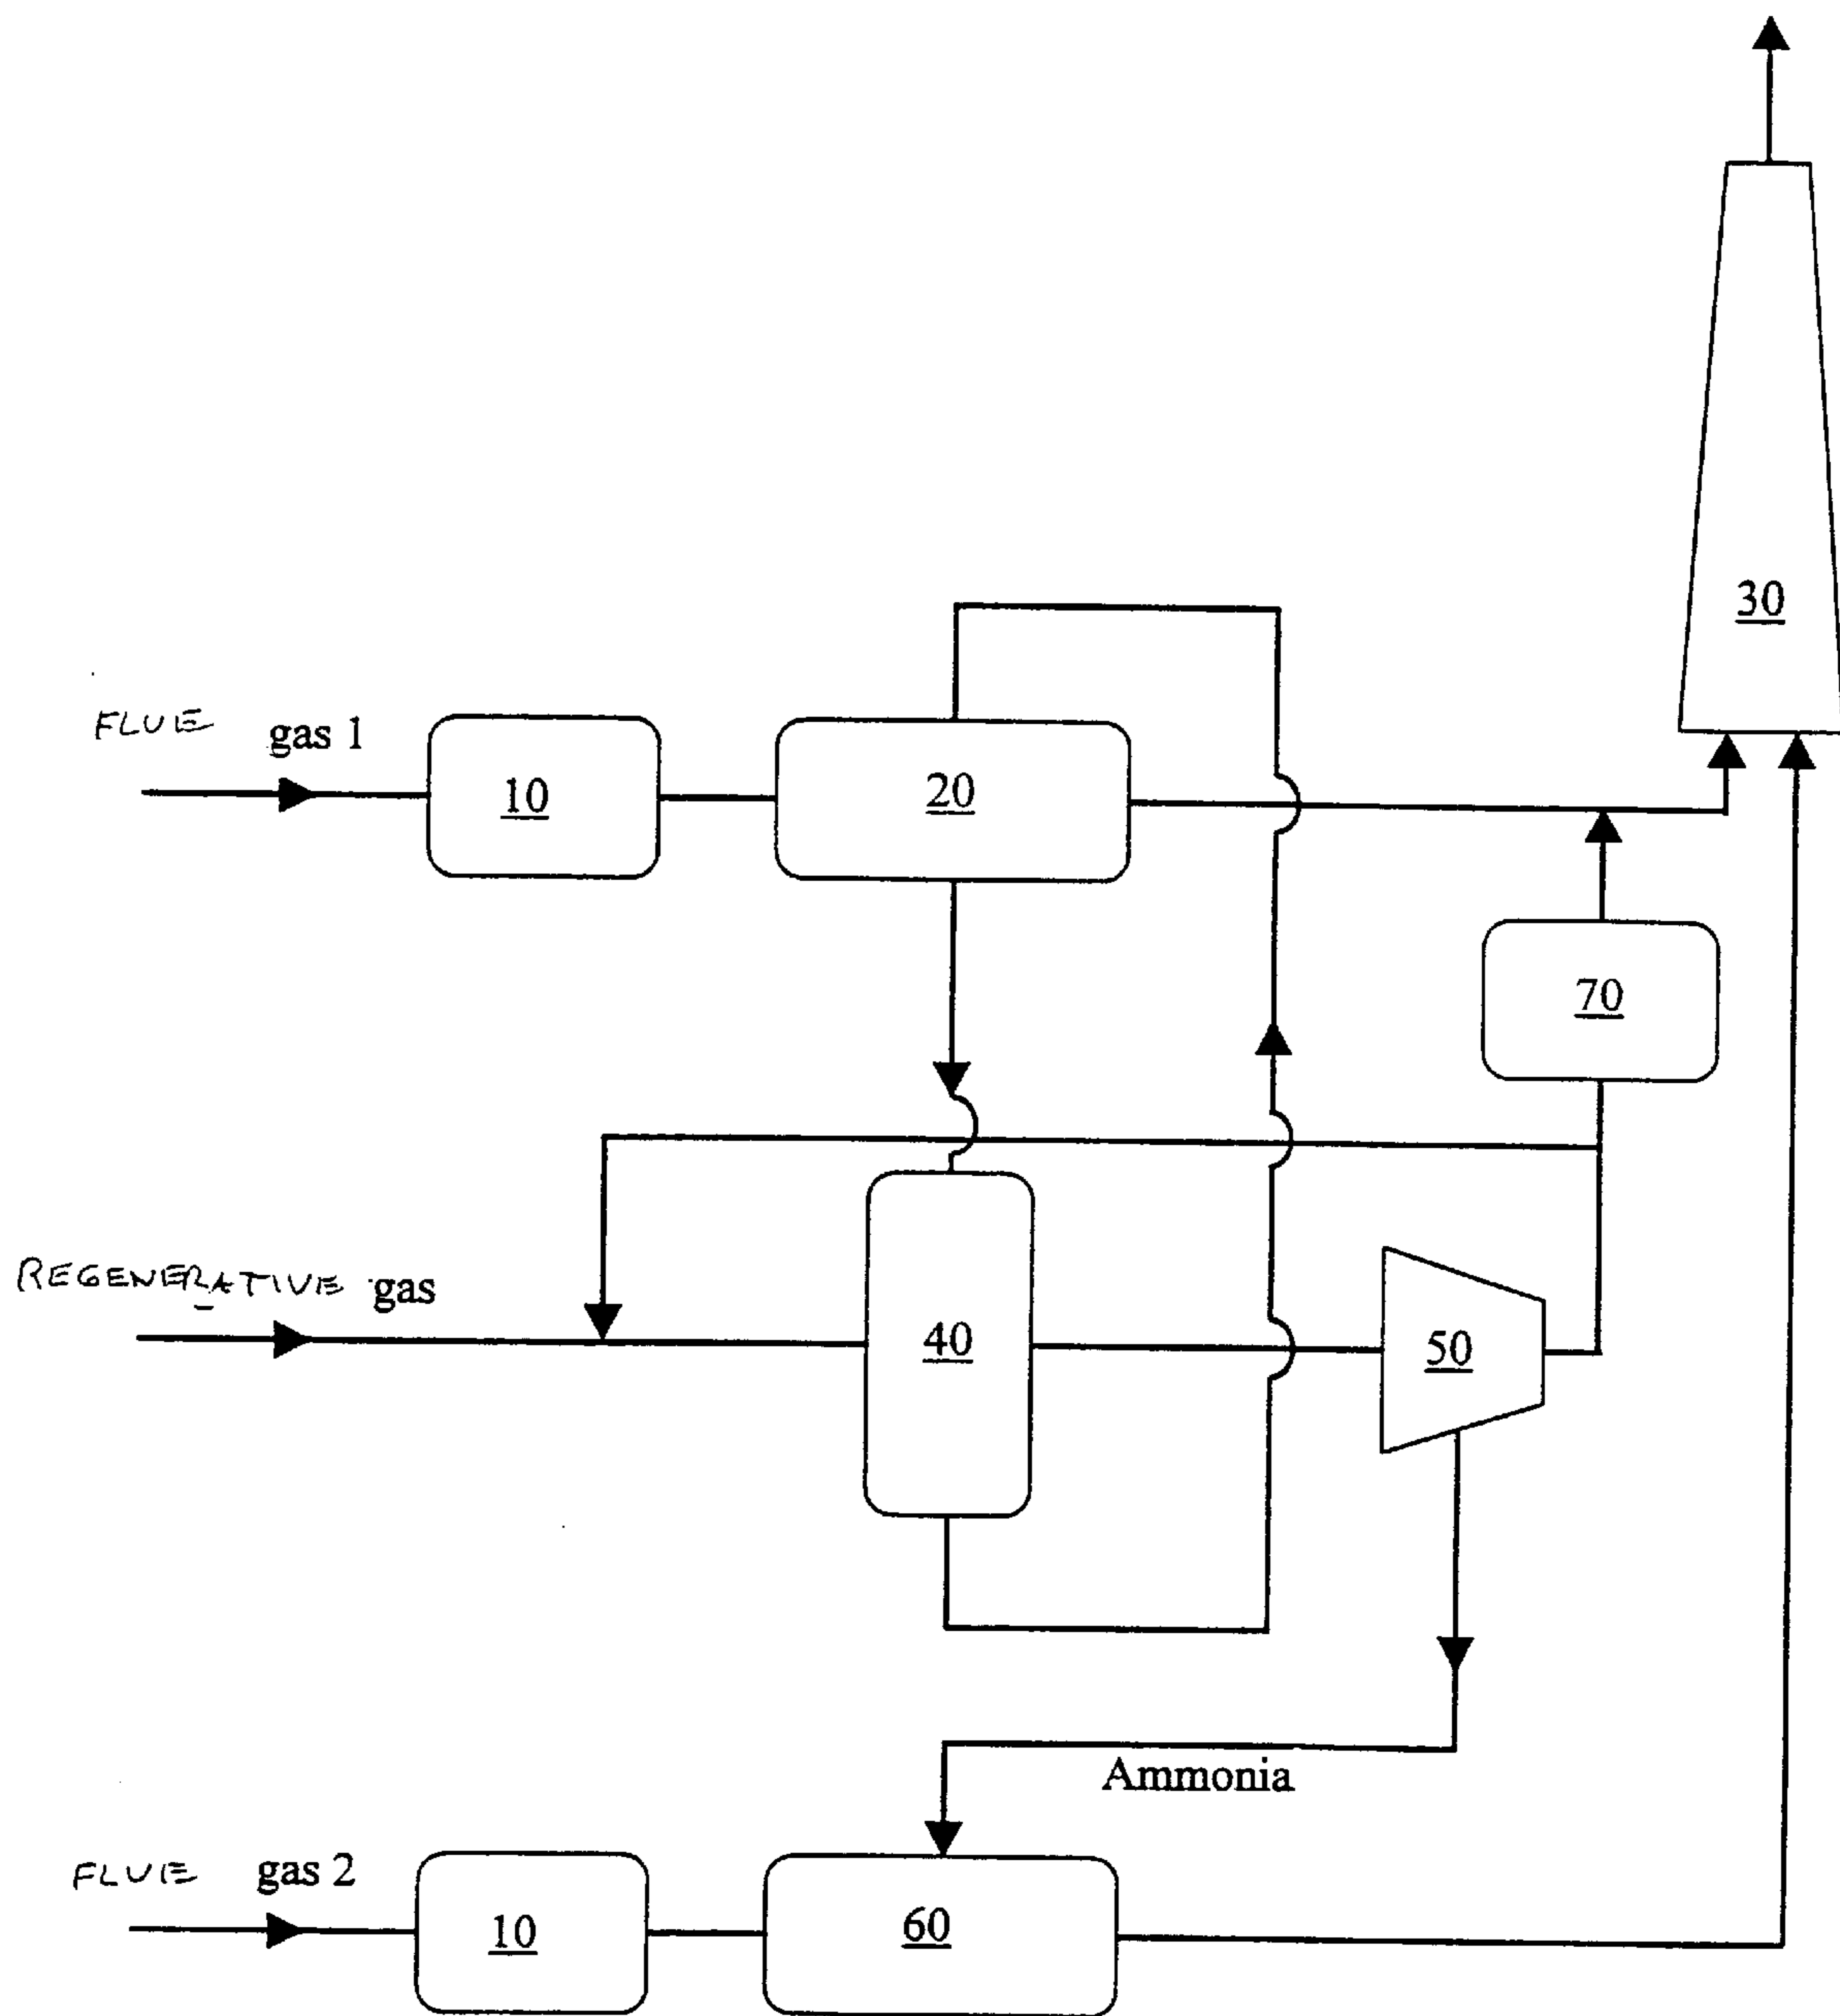 30
FLUE gas 1
10
20
70
REGENERATIVE gas
40
50
Ammonia
FLUE gas 2
10
60